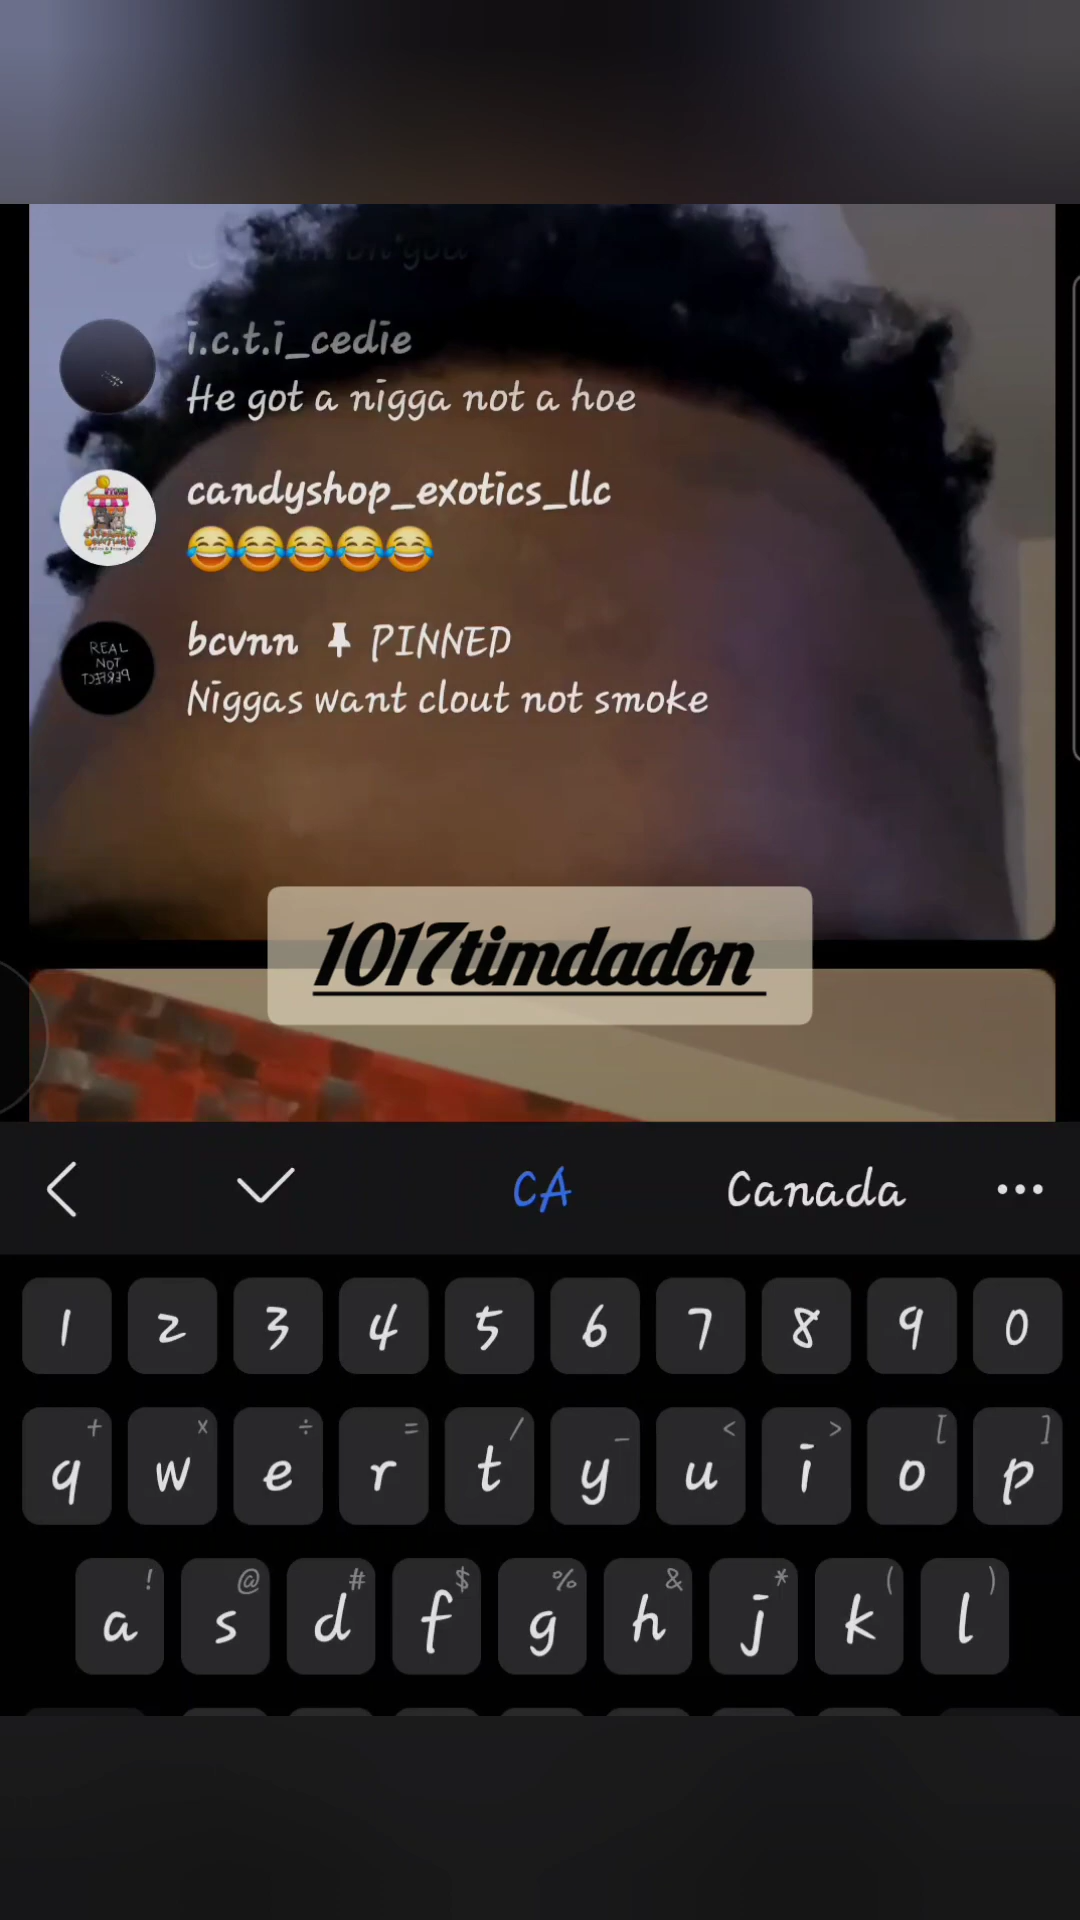 i.c.t.i_cedie
He got a nigga not a hoe
candyshop_exotics_llc
😂😂😂😂😂
bcvnn PINNED
REAL
NOT
PERFECT
Niggas want clout not smoke
1017timdadon
CA Canada
1 2 3 4 5 6 7 8 9 0
+ × ÷ = / _ < > [ ]
q w e r t y u i o p
! @ # $ % & * ( )
a s d f g h j k l